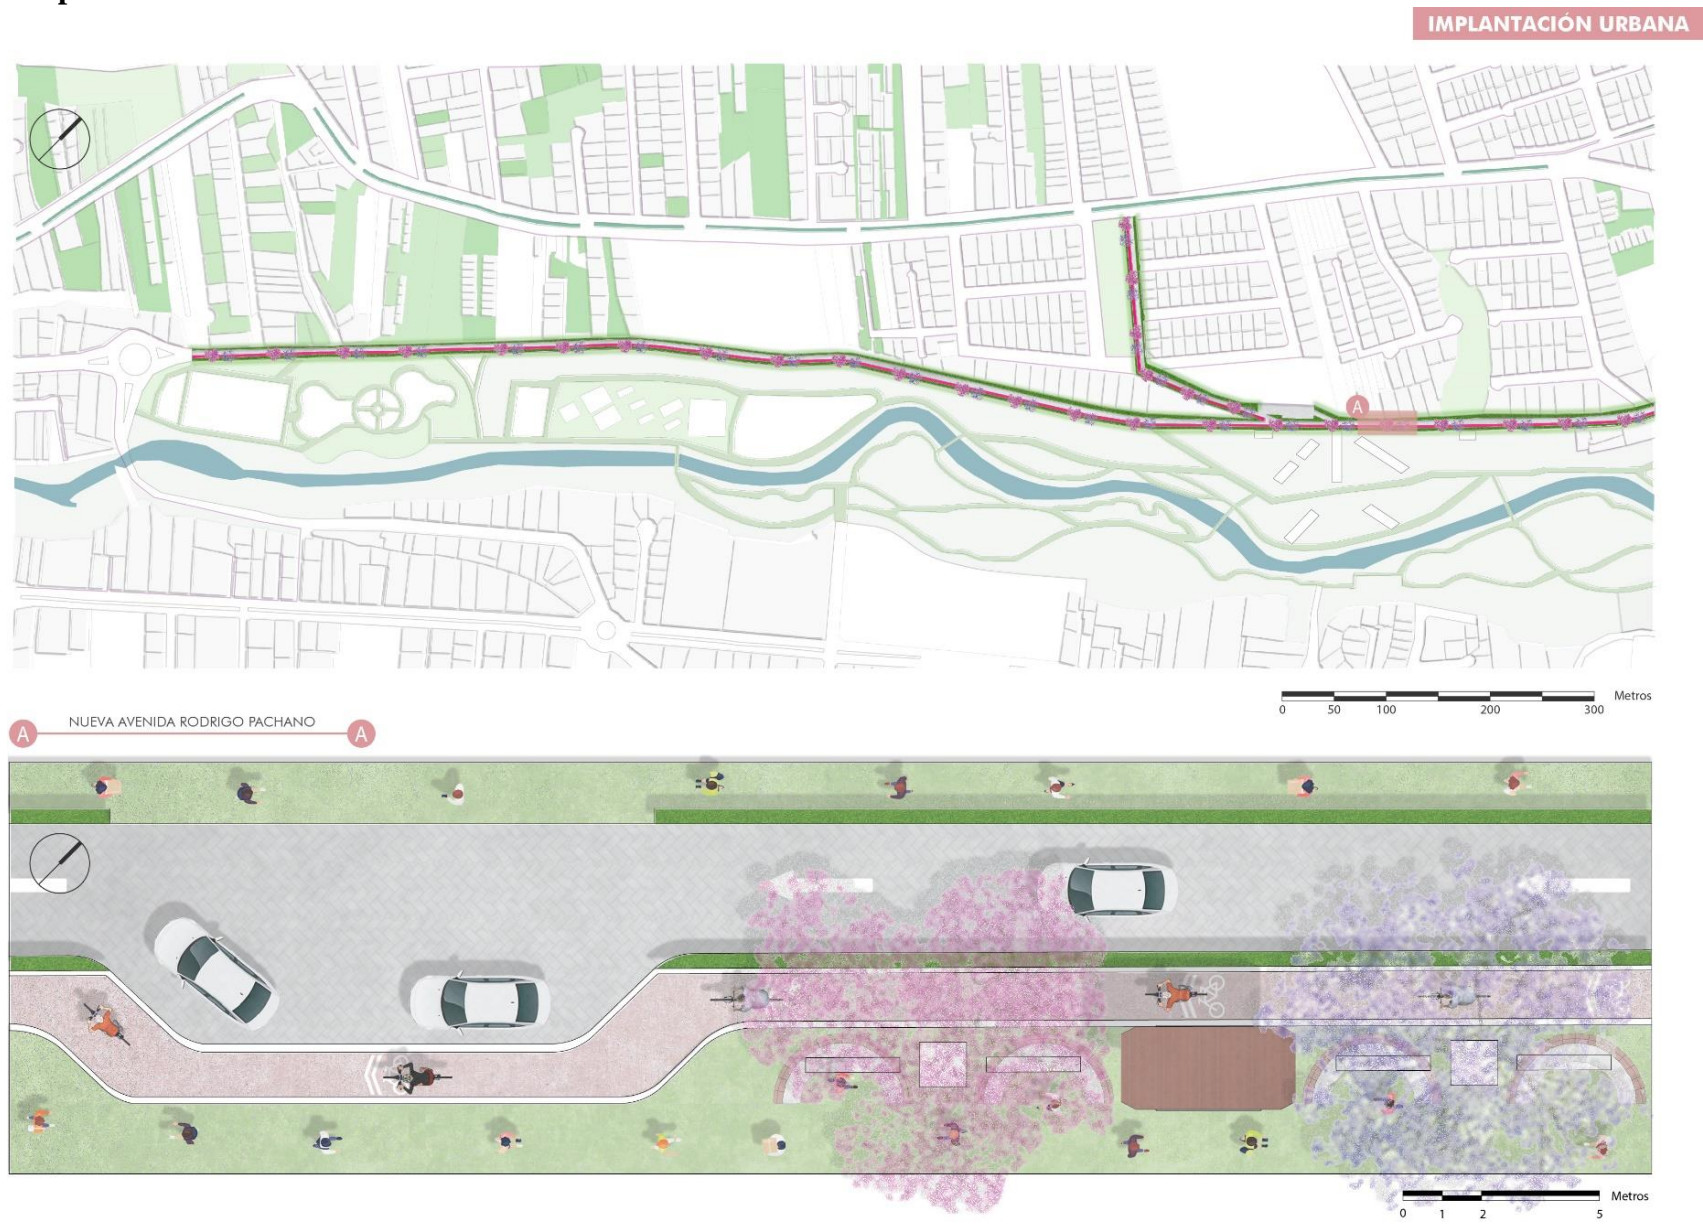 IMPLANTACIÓN URBANA
A
Metros
0 50 100 200 300
A NUEVA AVENIDA RODRIGO PACHANO A
Metros
0 1 2 5